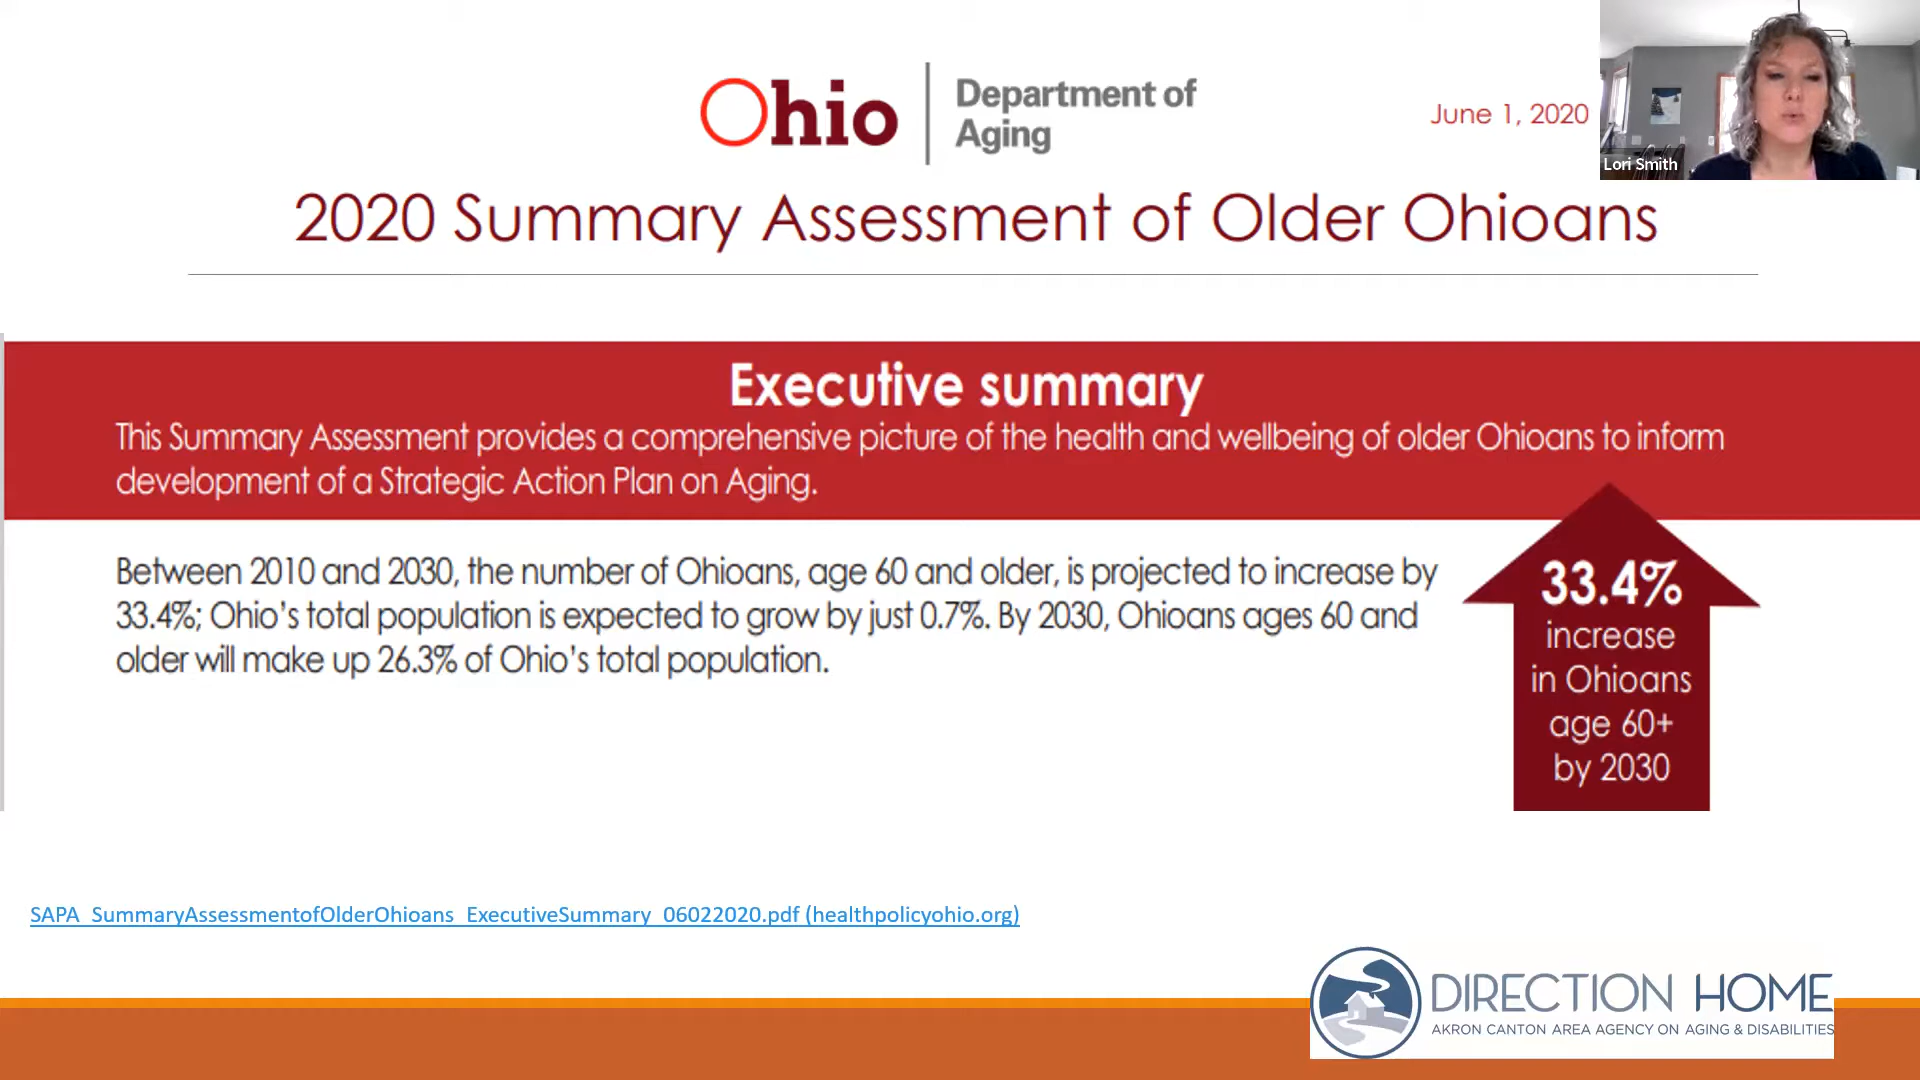 Ohio
Department of
Aging
June 1, 2020
Lori Smith
2020 Summary Assessment of Older Ohioans
Executive summary
This Summary Assessment provides a comprehensive picture of the health and wellbeing of older Ohioans to inform
development of a Strategic Action Plan on Aging.
Between 2010 and 2030, the number of Ohioans, age 60 and older, is projected to increase by
33.4%; Ohio's total population is expected to grow by just 0.7%. By 2030, Ohioans ages 60 and
older will make up 26.3% of Ohio's total population.
33.4%
increase
in Ohioans
age 60+
by 2030
SAPA_SummaryAssessmentofOlderOhioans_ExecutiveSummary_06022020.pdf (healthpolicyohio.org)
DIRECTION HOME
AKRON CANTON AREA AGENCY ON AGING & DISABILITIES